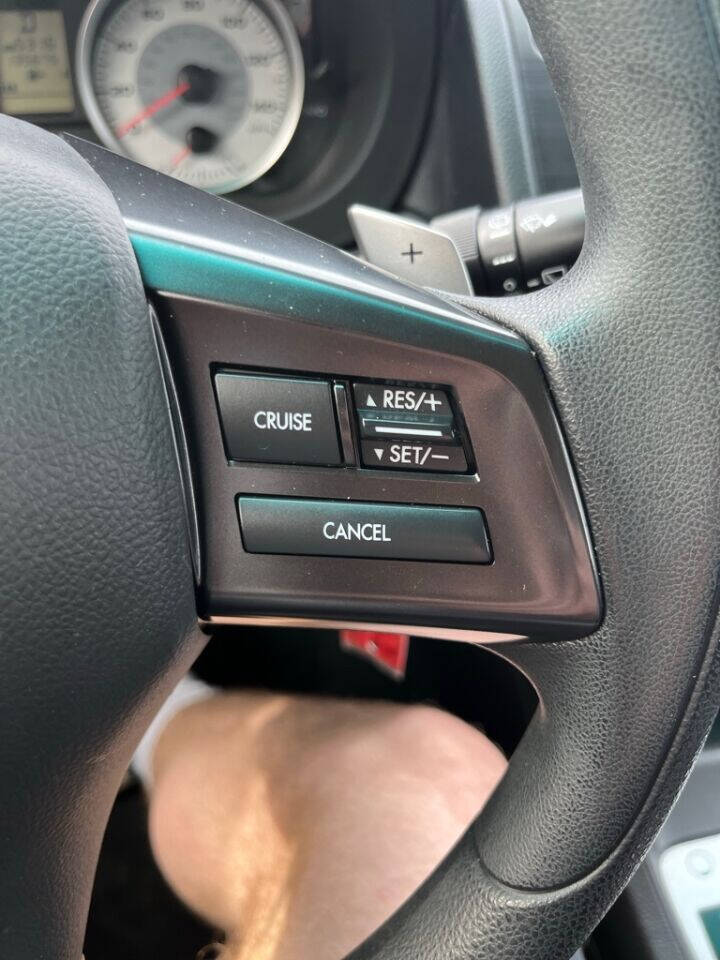 +
CRUISE
▲ RES/+
▼ SET/−
CANCEL